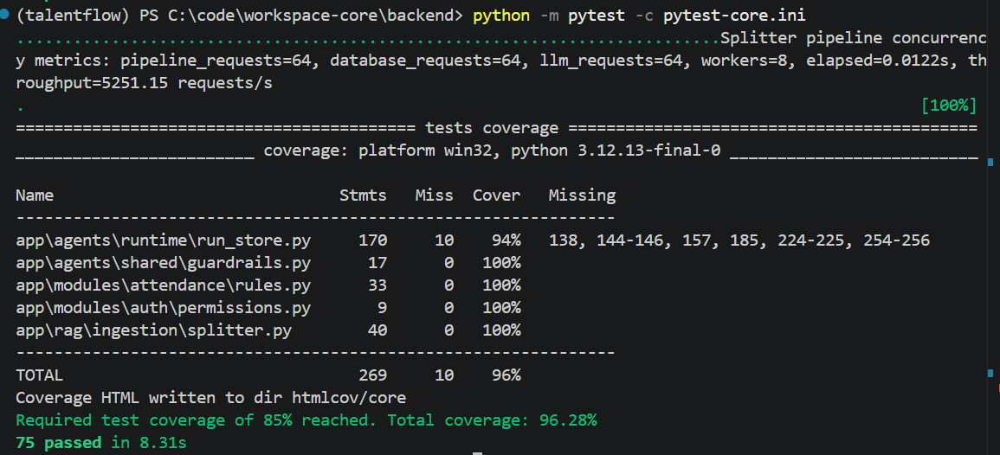 (talentflow) PS C:\code\workspace-core\backend> python -m pytest -c pytest-core.ini
..........................................................................Splitter pipeline concurrenc
y metrics: pipeline_requests=64, database_requests=64, llm_requests=64, workers=8, elapsed=0.0122s, th
roughput=5251.15 requests/s
. [100%]
========================================== tests coverage ===========================================
_________________________ coverage: platform win32, python 3.12.13-final-0 __________________________
Name Stmts Miss Cover Missing
---------------------------------------------------------------
app\agents\runtime\run_store.py 170 10 94% 138, 144-146, 157, 185, 224-225, 254-256
app\agents\shared\guardrails.py 17 0 100%
app\modules\attendance\rules.py 33 0 100%
app\modules\auth\permissions.py 9 0 100%
app\rag\ingestion\splitter.py 40 0 100%
---------------------------------------------------------------
TOTAL 269 10 96%
Coverage HTML written to dir htmlcov/core
Required test coverage of 85% reached. Total coverage: 96.28%
75 passed in 8.31s